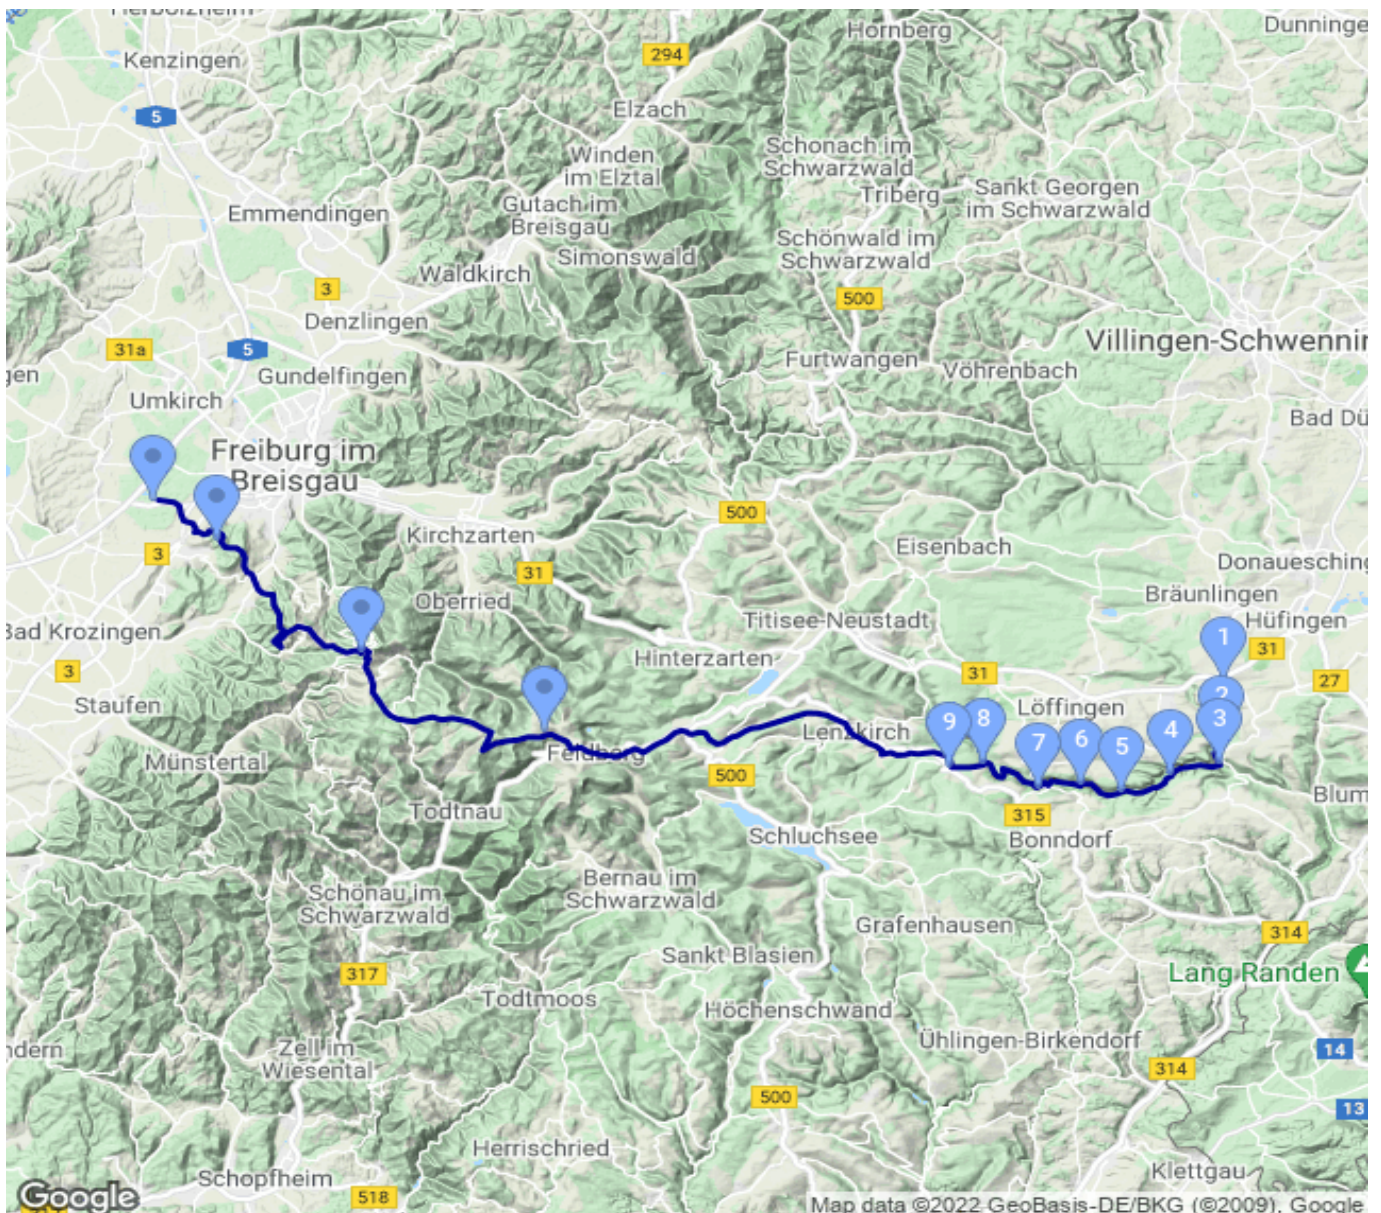 Herbolzheim
Kenzingen
5
294
Hornberg
Dunninge
Elzach
Winden
im Elztal
Schonach im
Schwarzwald
Triberg
Sankt Georgen
im Schwarzwald
Emmendingen
Gutach im
Breisgau
Simonswald
Schönwald im
Schwarzwald
Waldkirch
3
500
Denzlingen
31a
5
Villingen-Schwennin
gen
Gundelfingen
Furtwangen
Vöhrenbach
Umkirch
Bad Dü
Freiburg im
Breisgau
500
Kirchzarten
3
Eisenbach
31
Donaueschin
Oberried
Bräunlingen
Hüfingen
Bad Krozingen
Titisee-Neustadt
1
31
3
Hinterzarten
31
27
Staufen
Löffingen
2
3
Lenzkirch
9
8
7
6
5
4
Münstertal
Feldberg
500
Blum
Todtnau
315
Schluchsee
Bonndorf
Schönau im
Schwarzwald
Bernau im
Schwarzwald
Grafenhausen
314
317
Sankt Blasien
Lang Randen
Todtmoos
Höchenschwand
ndern
Zell im
Wiesental
Ühlingen-Birkendorf
14
314
500
13
Herrischried
Schopfheim
518
Klettgau
Google
Map data ©2022 GeoBasis-DE/BKG (©2009), Google